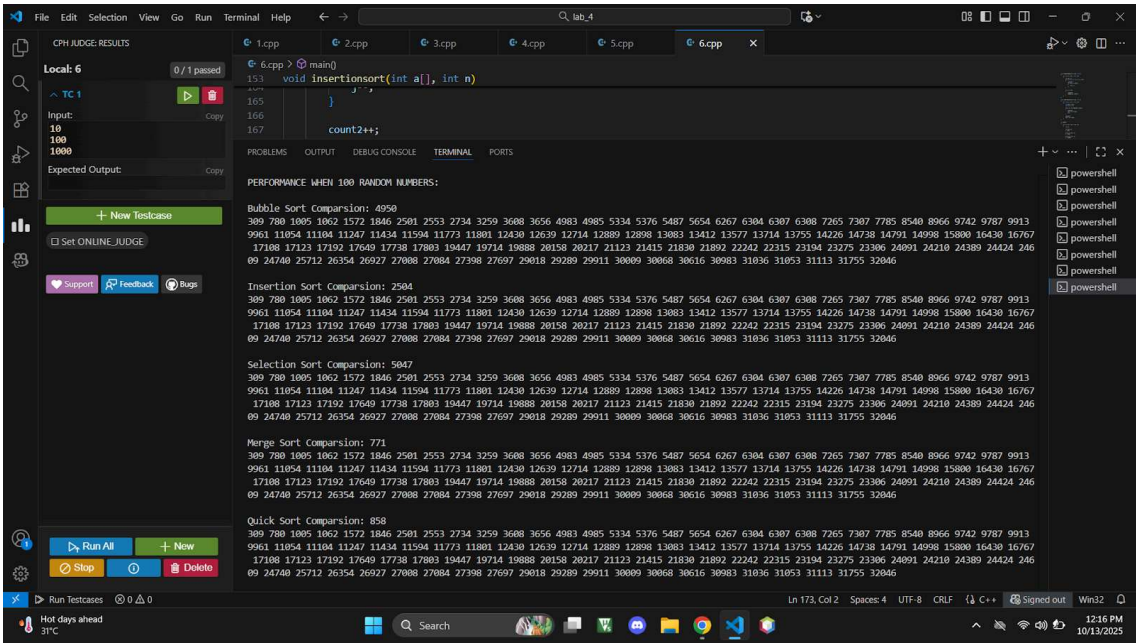 File Edit Selection View Go Run Terminal Help
lab_4
CPH JUDGE: RESULTS
Local: 6
0 / 1 passed
TC 1
Input:
Copy
10
100
1000
Expected Output:
Copy
+ New Testcase
Set ONLINE_JUDGE
Support
Feedback
Bugs
Run All
+ New
Stop
Delete
1.cpp 2.cpp 3.cpp 4.cpp 5.cpp 6.cpp
6.cpp > main()
153 void insertionsort(int a[], int n)
164 j--;
165 }
166
167 count2++;
PROBLEMS OUTPUT DEBUG CONSOLE TERMINAL PORTS
PERFORMANCE WHEN 100 RANDOM NUMBERS:
Bubble Sort Comparsion: 4950
309 780 1005 1062 1572 1846 2501 2553 2734 3259 3608 3656 4983 4985 5334 5376 5487 5654 6267 6304 6307 6308 7265 7307 7785 8540 8966 9742 9787 9913
9961 11054 11104 11247 11434 11594 11773 11801 12430 12639 12714 12889 12898 13083 13412 13577 13714 13755 14226 14738 14791 14998 15800 16430 16767
17108 17123 17192 17649 17738 17803 19447 19714 19888 20158 20217 21123 21415 21830 21892 22242 22315 23194 23275 23306 24091 24210 24389 24424 246
09 24740 25712 26354 26927 27008 27084 27398 27697 29018 29289 29911 30009 30068 30616 30983 31036 31053 31113 31755 32046
Insertion Sort Comparsion: 2504
309 780 1005 1062 1572 1846 2501 2553 2734 3259 3608 3656 4983 4985 5334 5376 5487 5654 6267 6304 6307 6308 7265 7307 7785 8540 8966 9742 9787 9913
9961 11054 11104 11247 11434 11594 11773 11801 12430 12639 12714 12889 12898 13083 13412 13577 13714 13755 14226 14738 14791 14998 15800 16430 16767
17108 17123 17192 17649 17738 17803 19447 19714 19888 20158 20217 21123 21415 21830 21892 22242 22315 23194 23275 23306 24091 24210 24389 24424 246
09 24740 25712 26354 26927 27008 27084 27398 27697 29018 29289 29911 30009 30068 30616 30983 31036 31053 31113 31755 32046
Selection Sort Comparsion: 5047
309 780 1005 1062 1572 1846 2501 2553 2734 3259 3608 3656 4983 4985 5334 5376 5487 5654 6267 6304 6307 6308 7265 7307 7785 8540 8966 9742 9787 9913
9961 11054 11104 11247 11434 11594 11773 11801 12430 12639 12714 12889 12898 13083 13412 13577 13714 13755 14226 14738 14791 14998 15800 16430 16767
17108 17123 17192 17649 17738 17803 19447 19714 19888 20158 20217 21123 21415 21830 21892 22242 22315 23194 23275 23306 24091 24210 24389 24424 246
09 24740 25712 26354 26927 27008 27084 27398 27697 29018 29289 29911 30009 30068 30616 30983 31036 31053 31113 31755 32046
Merge Sort Comparsion: 771
309 780 1005 1062 1572 1846 2501 2553 2734 3259 3608 3656 4983 4985 5334 5376 5487 5654 6267 6304 6307 6308 7265 7307 7785 8540 8966 9742 9787 9913
9961 11054 11104 11247 11434 11594 11773 11801 12430 12639 12714 12889 12898 13083 13412 13577 13714 13755 14226 14738 14791 14998 15800 16430 16767
17108 17123 17192 17649 17738 17803 19447 19714 19888 20158 20217 21123 21415 21830 21892 22242 22315 23194 23275 23306 24091 24210 24389 24424 246
09 24740 25712 26354 26927 27008 27084 27398 27697 29018 29289 29911 30009 30068 30616 30983 31036 31053 31113 31755 32046
Quick Sort Comparsion: 858
309 780 1005 1062 1572 1846 2501 2553 2734 3259 3608 3656 4983 4985 5334 5376 5487 5654 6267 6304 6307 6308 7265 7307 7785 8540 8966 9742 9787 9913
9961 11054 11104 11247 11434 11594 11773 11801 12430 12639 12714 12889 12898 13083 13412 13577 13714 13755 14226 14738 14791 14998 15800 16430 16767
17108 17123 17192 17649 17738 17803 19447 19714 19888 20158 20217 21123 21415 21830 21892 22242 22315 23194 23275 23306 24091 24210 24389 24424 246
09 24740 25712 26354 26927 27008 27084 27398 27697 29018 29289 29911 30009 30068 30616 30983 31036 31053 31113 31755 32046
powershell
powershell
powershell
powershell
powershell
powershell
powershell
powershell
Run Testcases 0 0
Ln 173, Col 2 Spaces: 4 UTF-8 CRLF C++ Signed out Win32
Hot days ahead
31°C
Search
12:16 PM
10/13/2025